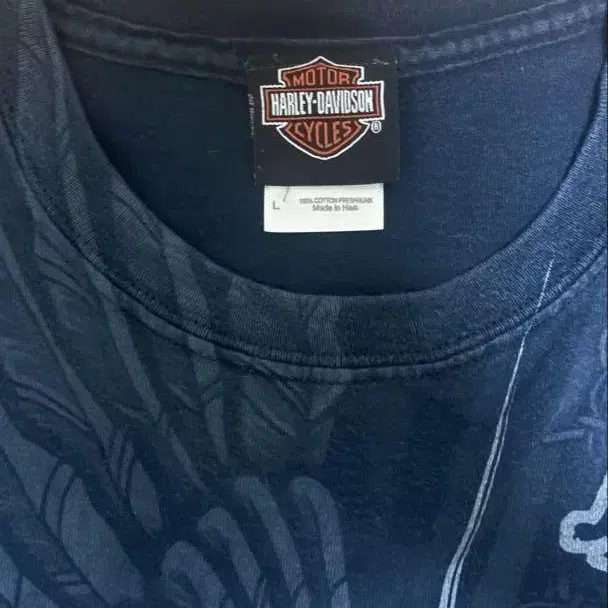 MOTOR
HARLEY-DAVIDSON
CYCLES
®
L
100% COTTON PRESHRUNK
Made In Haiti